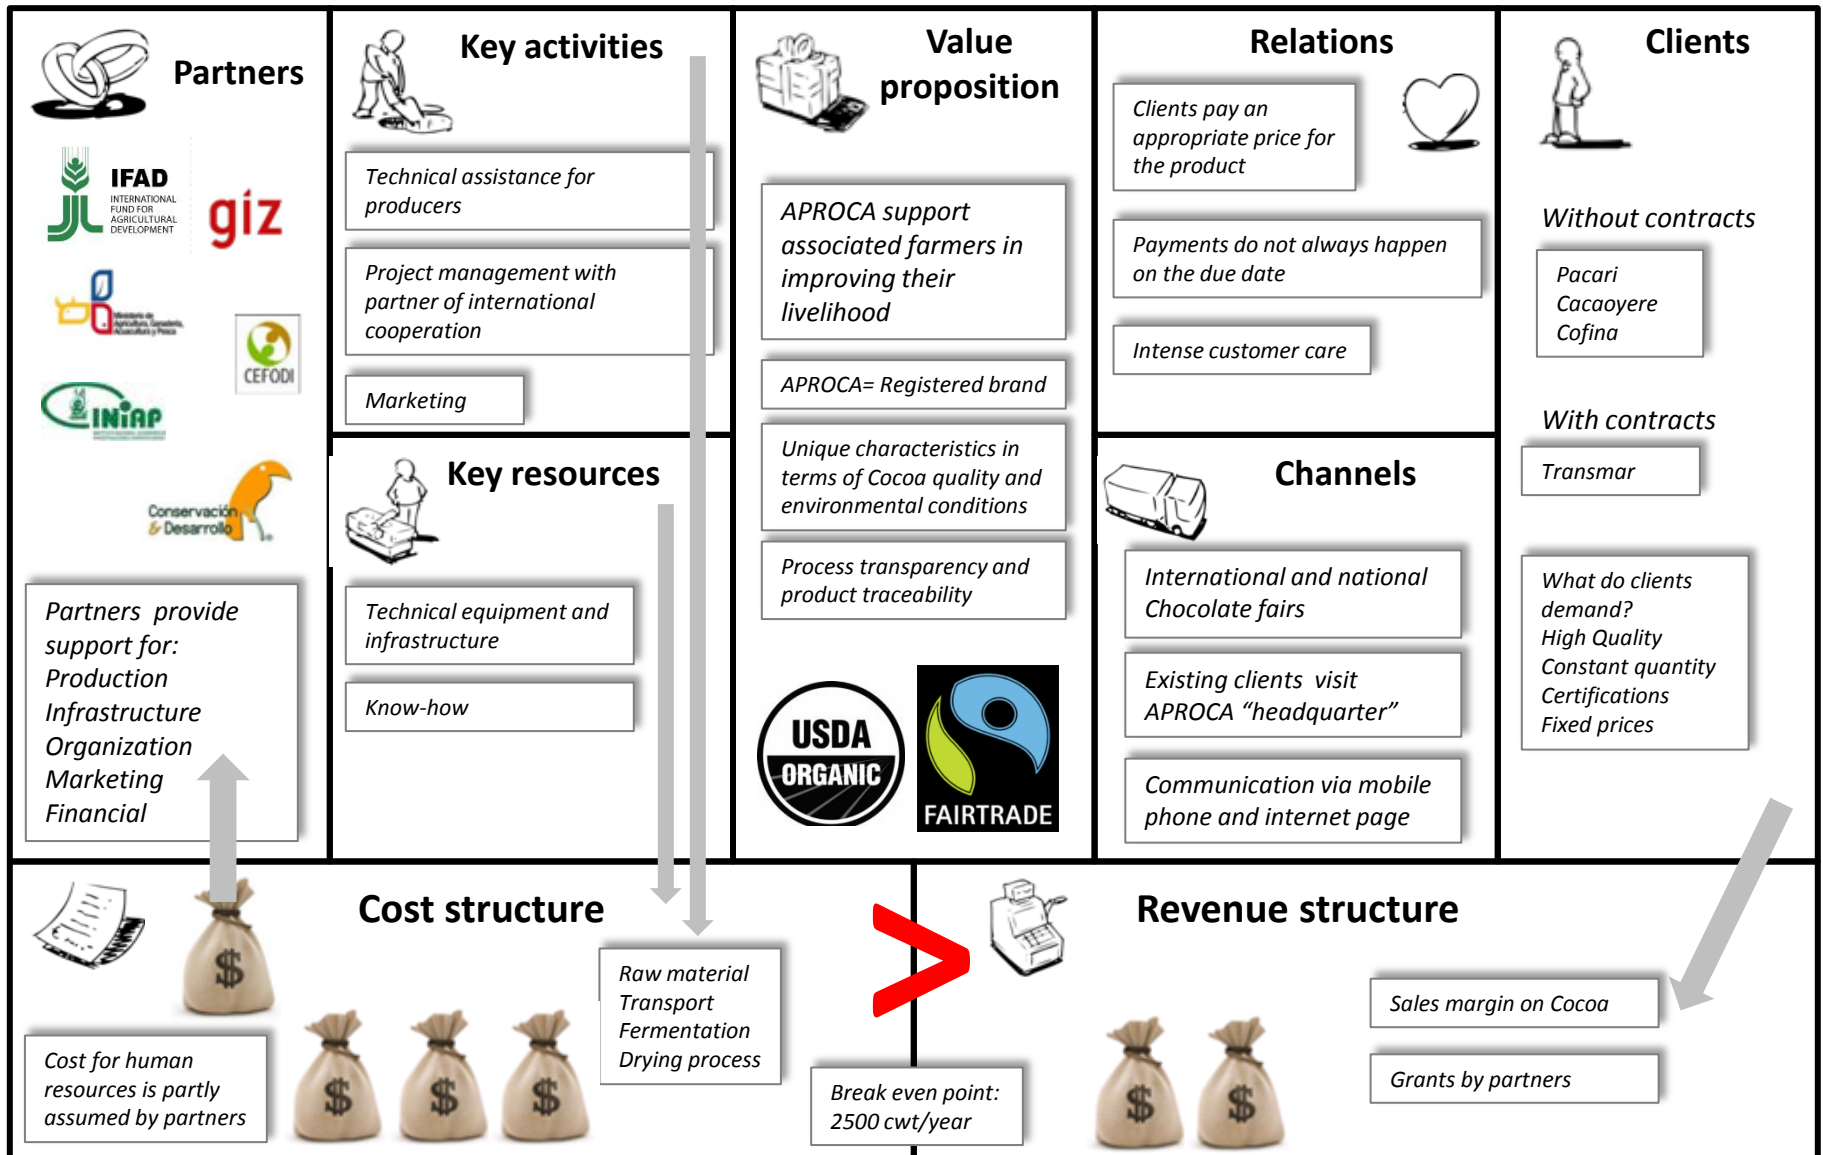 Partners
IFAD
INTERNATIONAL
FUND FOR
AGRICULTURAL
DEVELOPMENT
giz
Ministerio de
Agricultura, Ganadería,
Acuacultura y Pesca
CEFODI
INIAP
Conservación
& Desarrollo
Partners provide
support for:
Production
Infrastructure
Organization
Marketing
Financial
Key activities
Technical assistance for
producers
Project management with
partner of international
cooperation
Marketing
Key resources
Technical equipment and
infrastructure
Know-how
Value
proposition
APROCA support
associated farmers in
improving their
livelihood
APROCA= Registered brand
Unique characteristics in
terms of Cocoa quality and
environmental conditions
Process transparency and
product traceability
USDA
ORGANIC
FAIRTRADE
Relations
Clients pay an
appropriate price for
the product
Payments do not always happen
on the due date
Intense customer care
Channels
International and national
Chocolate fairs
Existing clients visit
APROCA “headquarter”
Communication via mobile
phone and internet page
Clients
Without contracts
Pacari
Cacaoyere
Cofina
With contracts
Transmar
What do clients
demand?
High Quality
Constant quantity
Certifications
Fixed prices
Cost structure
$
$
$
$
Cost for human
resources is partly
assumed by partners
Raw material
Transport
Fermentation
Drying process
>
Break even point:
2500 cwt/year
Revenue structure
$
$
Sales margin on Cocoa
Grants by partners